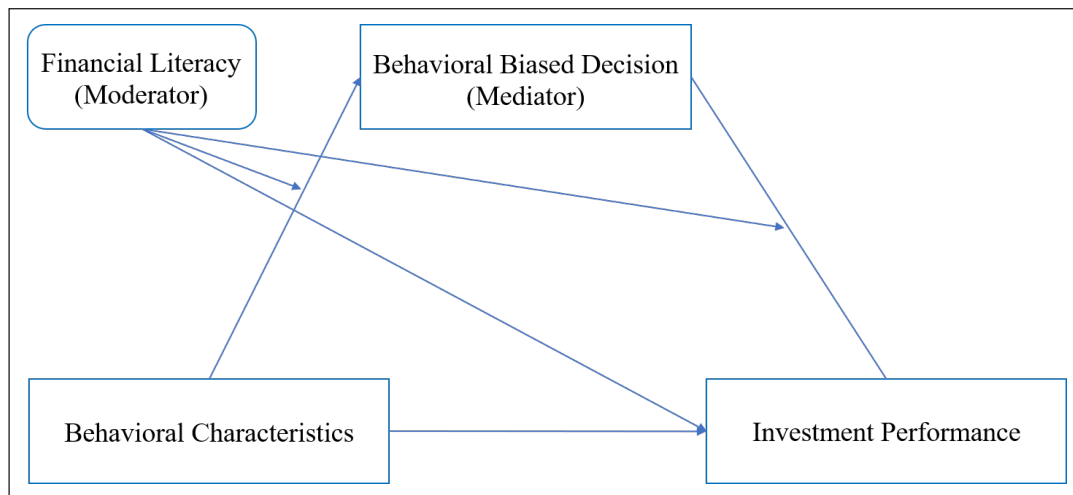 Financial Literacy
(Moderator)
Behavioral Biased Decision
(Mediator)
Behavioral Characteristics
Investment Performance